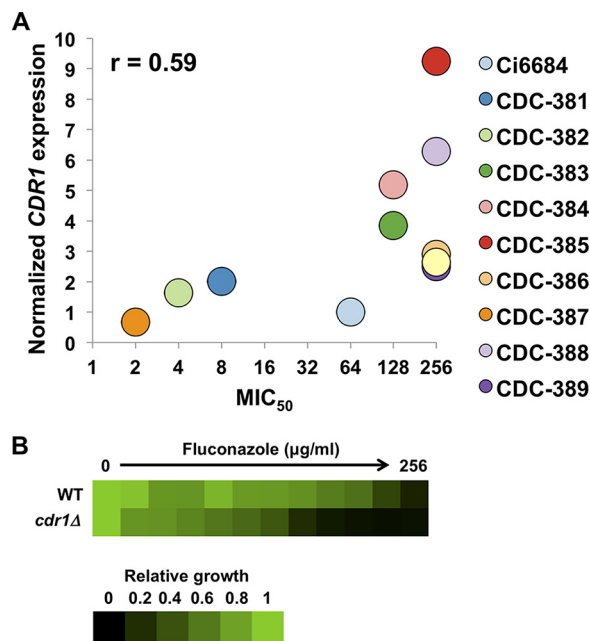 A
r = 0.59
Normalized CDR1 expression
10
9
8
7
6
5
4
3
2
1
0
1 2 4 8 16 32 64 128 256
MIC50
Ci6684
CDC-381
CDC-382
CDC-383
CDC-384
CDC-385
CDC-386
CDC-387
CDC-388
CDC-389
B
Fluconazole (µg/ml)
0 256
WT
cdr1Δ
Relative growth
0 0.2 0.4 0.6 0.8 1